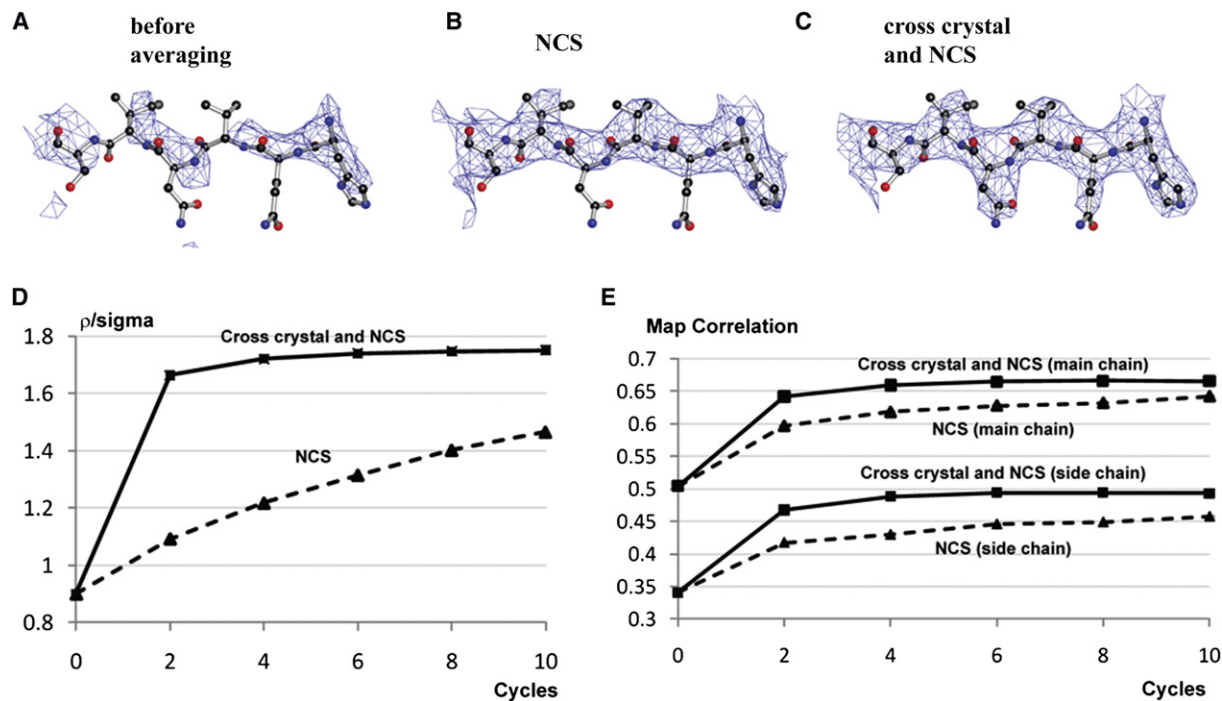 A
before
averaging
B
NCS
C
cross crystal
and NCS
D
ρ/sigma
Cross crystal and NCS
NCS
1.8
1.6
1.4
1.2
1
0.8
0 2 4 6 8 10
Cycles
E
Map Correlation
Cross crystal and NCS (main chain)
NCS (main chain)
Cross crystal and NCS (side chain)
NCS (side chain)
0.7
0.65
0.6
0.55
0.5
0.45
0.4
0.35
0.3
0 2 4 6 8 10
Cycles